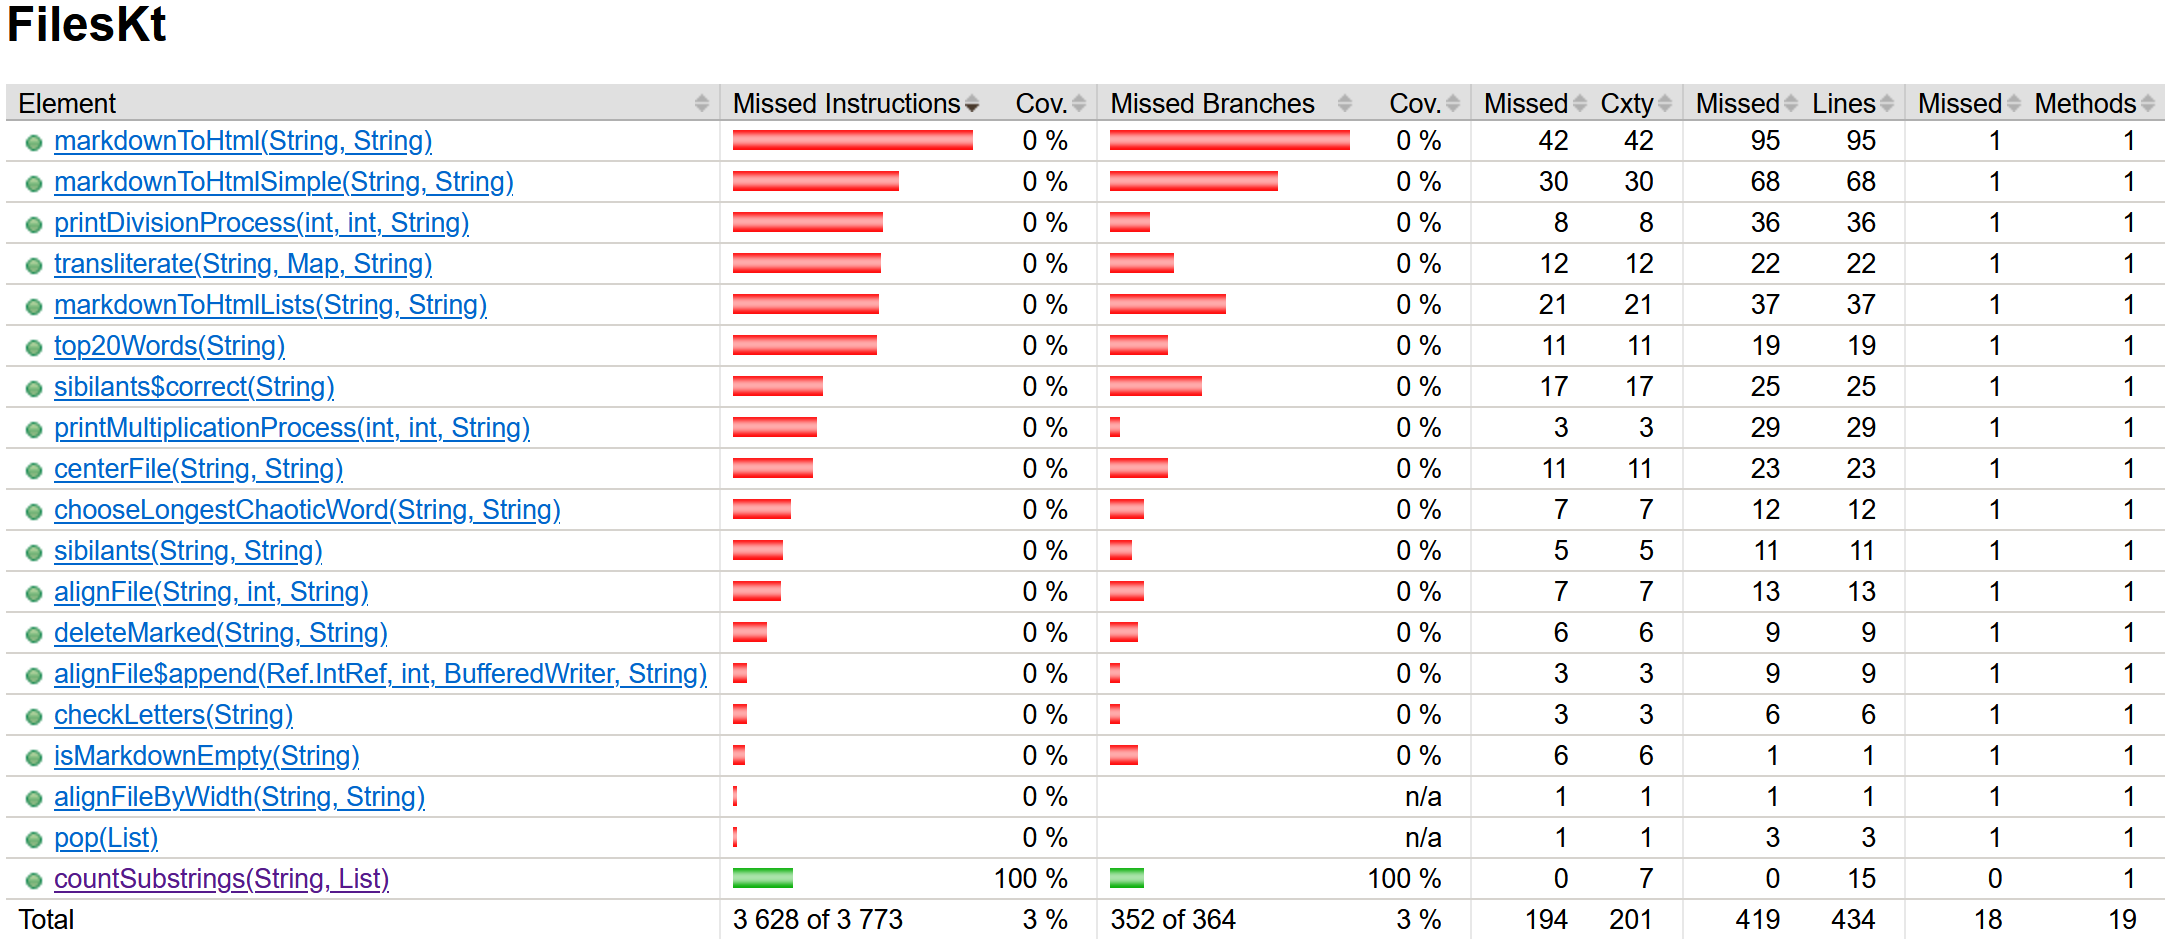 FilesKt
Element Missed Instructions Cov. Missed Branches Cov. Missed Cxty Missed Lines Missed Methods
markdownToHtml(String, String) 0 % 0 % 42 42 95 95 1 1
markdownToHtmlSimple(String, String) 0 % 0 % 30 30 68 68 1 1
printDivisionProcess(int, int, String) 0 % 0 % 8 8 36 36 1 1
transliterate(String, Map, String) 0 % 0 % 12 12 22 22 1 1
markdownToHtmlLists(String, String) 0 % 0 % 21 21 37 37 1 1
top20Words(String) 0 % 0 % 11 11 19 19 1 1
sibilants$correct(String) 0 % 0 % 17 17 25 25 1 1
printMultiplicationProcess(int, int, String) 0 % 0 % 3 3 29 29 1 1
centerFile(String, String) 0 % 0 % 11 11 23 23 1 1
chooseLongestChaoticWord(String, String) 0 % 0 % 7 7 12 12 1 1
sibilants(String, String) 0 % 0 % 5 5 11 11 1 1
alignFile(String, int, String) 0 % 0 % 7 7 13 13 1 1
deleteMarked(String, String) 0 % 0 % 6 6 9 9 1 1
alignFile$append(Ref.IntRef, int, BufferedWriter, String) 0 % 0 % 3 3 9 9 1 1
checkLetters(String) 0 % 0 % 3 3 6 6 1 1
isMarkdownEmpty(String) 0 % 0 % 6 6 1 1 1 1
alignFileByWidth(String, String) 0 % n/a 1 1 1 1 1 1
pop(List) 0 % n/a 1 1 3 3 1 1
countSubstrings(String, List) 100 % 100 % 0 7 0 15 0 1
Total 3 628 of 3 773 3 % 352 of 364 3 % 194 201 419 434 18 19